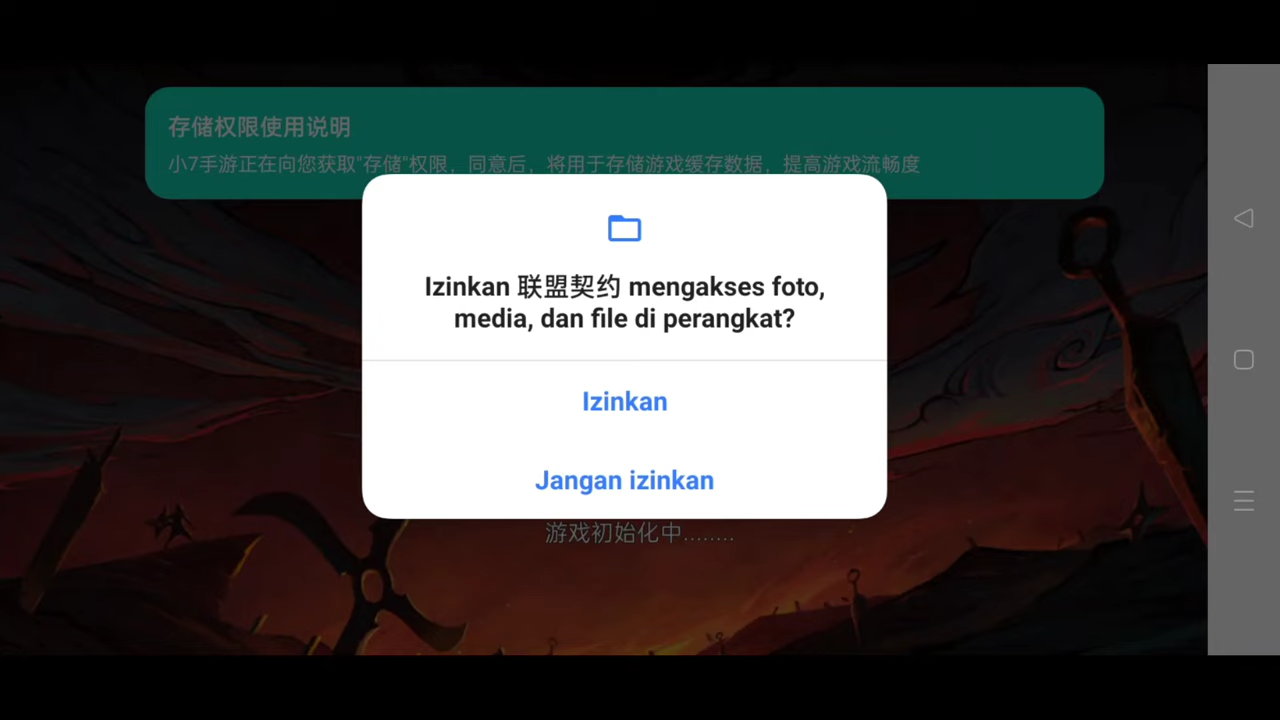 存储权限使用说明
小7手游正在向您获取"存储"权限，同意后，将用于存储游戏缓存数据，提高游戏流畅度
Izinkan 联盟契约 mengakses foto,
media, dan file di perangkat?
Izinkan
Jangan izinkan
游戏初始化中........